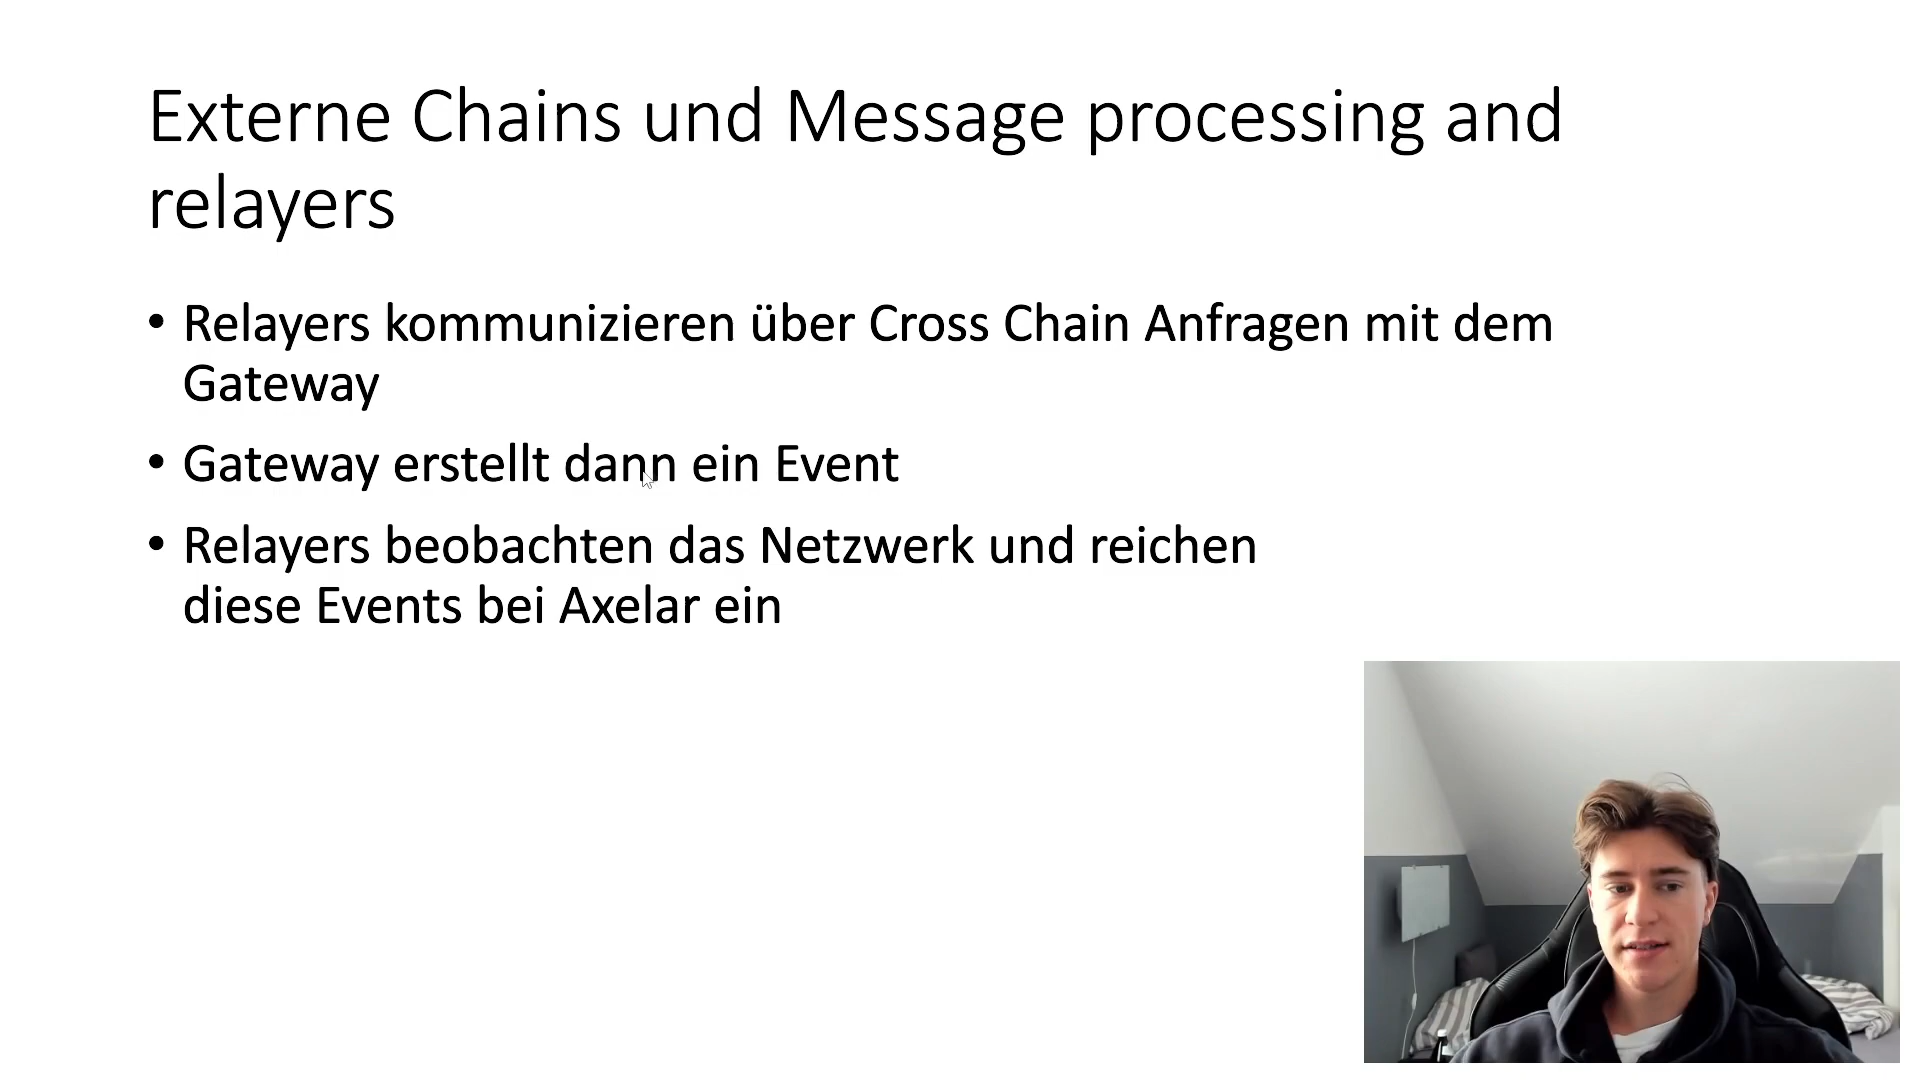 Externe Chains und Message processing and
relayers
• Relayers kommunizieren über Cross Chain Anfragen mit dem
Gateway
• Gateway erstellt dann ein Event
• Relayers beobachten das Netzwerk und reichen
diese Events bei Axelar ein